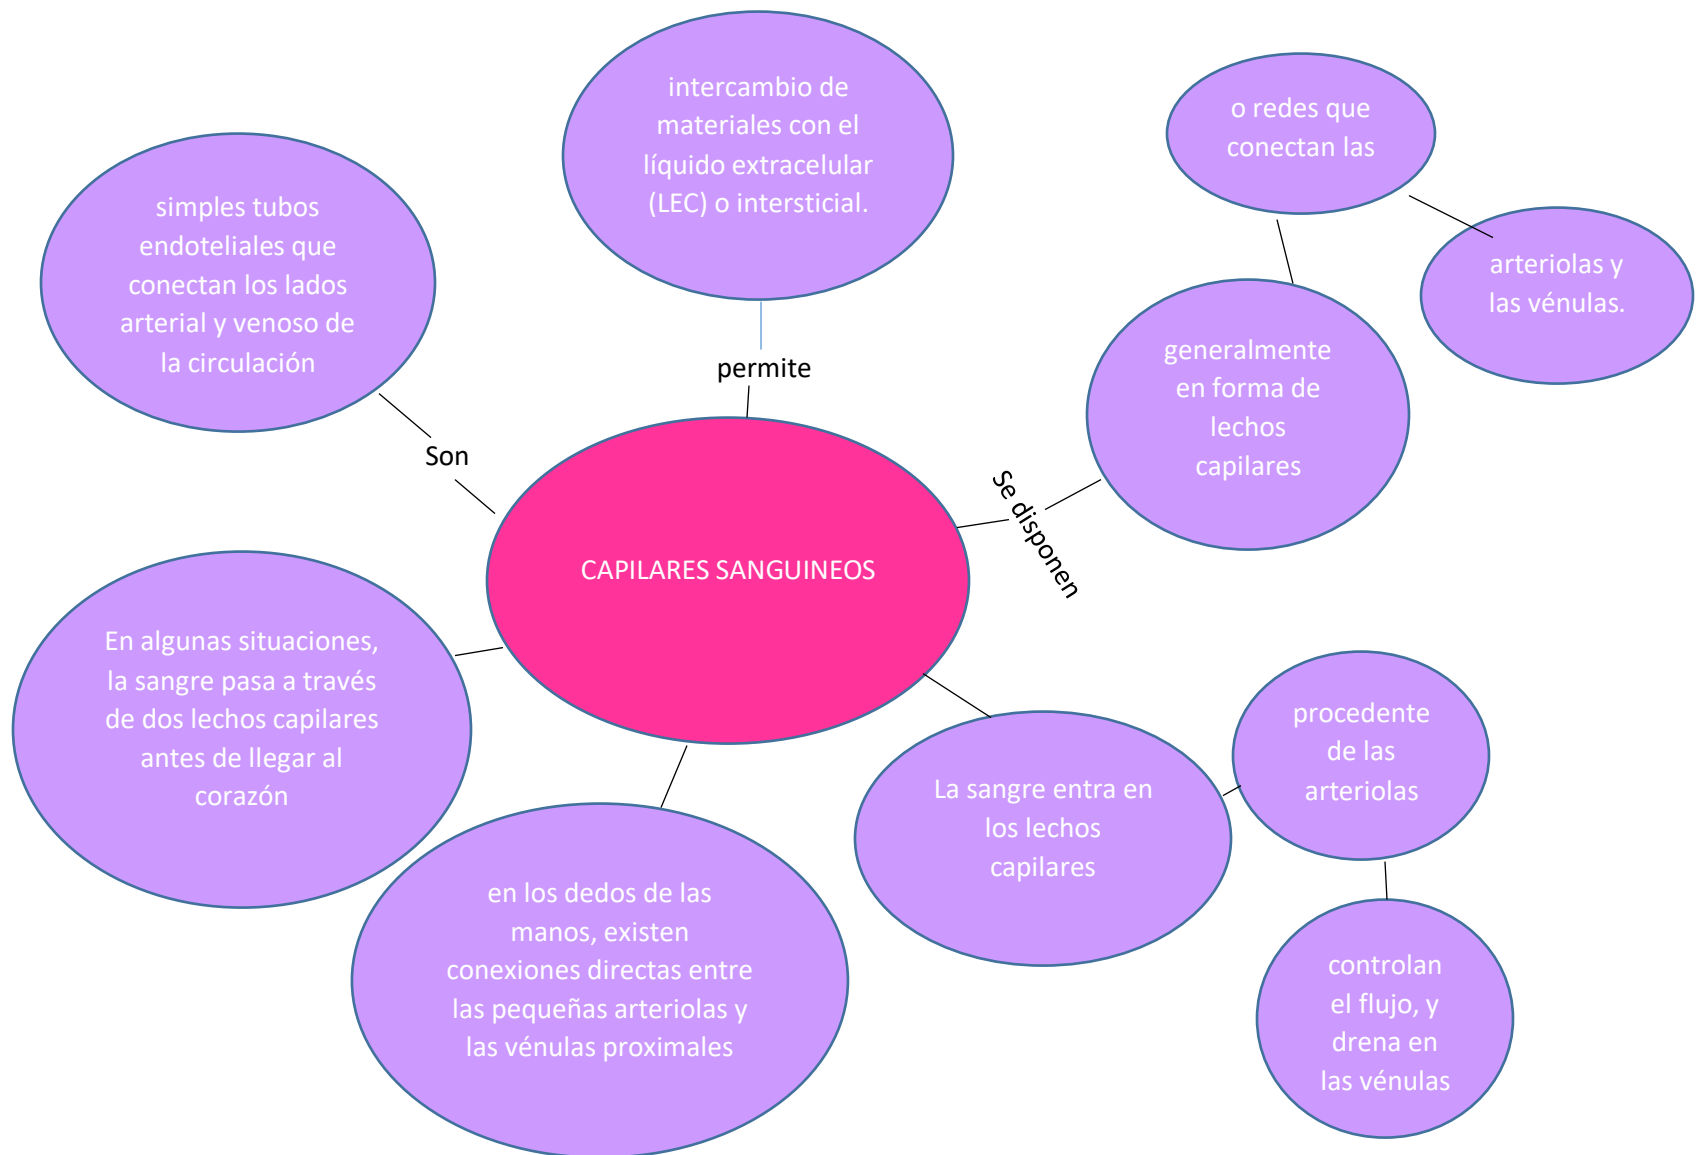 intercambio de
materiales con el
líquido extracelular
(LEC) o intersticial.
o redes que
conectan las
simples tubos
endoteliales que
conectan los lados
arterial y venoso de
la circulación
arteriolas y
las vénulas.
generalmente
en forma de
lechos
capilares
permite
Son
Se disponen
CAPILARES SANGUINEOS
En algunas situaciones,
la sangre pasa a través
de dos lechos capilares
antes de llegar al
corazón
procedente
de las
arteriolas
La sangre entra en
los lechos
capilares
en los dedos de las
manos, existen
conexiones directas entre
las pequeñas arteriolas y
las vénulas proximales
controlan
el flujo, y
drena en
las vénulas